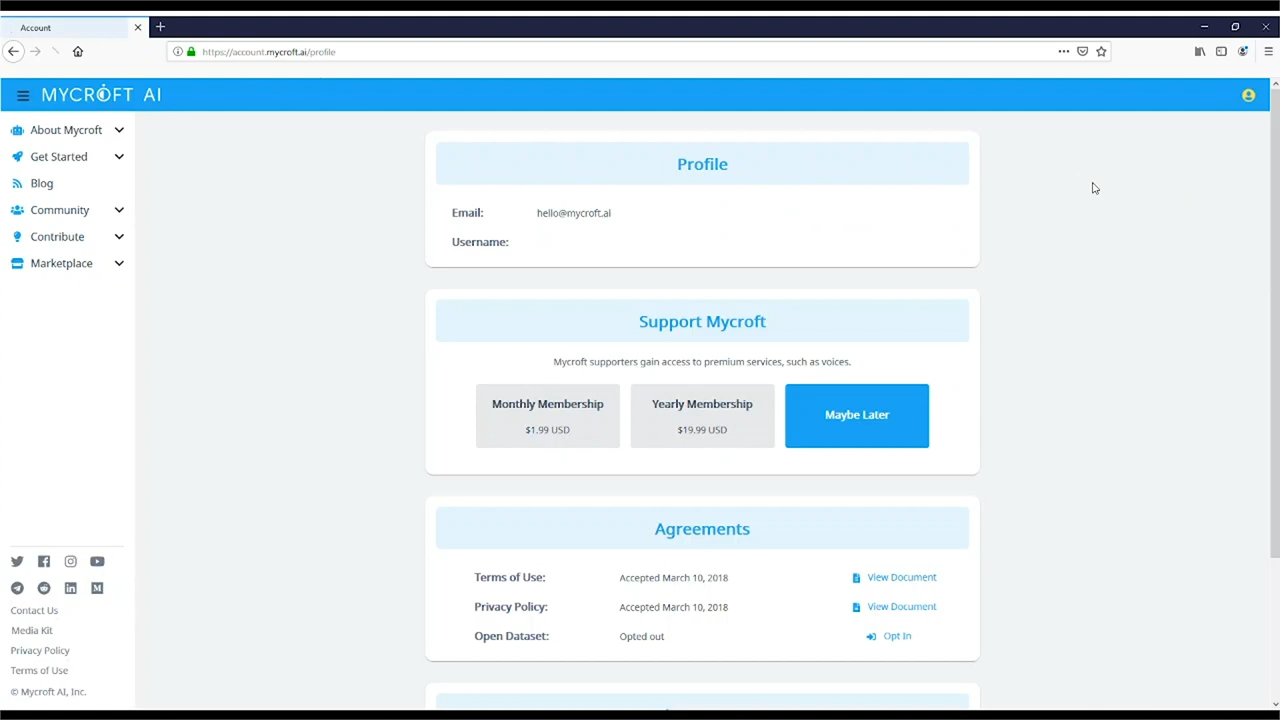 Account
https://account.mycroft.ai/profile
MYCROFT AI
About Mycroft
Get Started
Blog
Community
Contribute
Marketplace
Profile
Email: hello@mycroft.ai
Username:
Support Mycroft
Mycroft supporters gain access to premium services, such as voices.
Monthly Membership
$1.99 USD
Yearly Membership
$19.99 USD
Maybe Later
Agreements
Terms of Use: Accepted March 10, 2018 View Document
Privacy Policy: Accepted March 10, 2018 View Document
Open Dataset: Opted out Opt In
Contact Us
Media Kit
Privacy Policy
Terms of Use
© Mycroft AI, Inc.